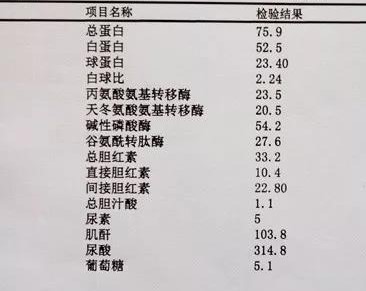 项目名称 检验结果
总蛋白 75.9
白蛋白 52.5
球蛋白 23.40
白球比 2.24
丙氨酸氨基转移酶 23.5
天冬氨酸氨基转移酶 20.5
碱性磷酸酶 54.2
谷氨酰转肽酶 27.6
总胆红素 33.2
直接胆红素 10.4
间接胆红素 22.80
总胆汁酸 1.1
尿素 5
肌酐 103.8
尿酸 314.8
葡萄糖 5.1